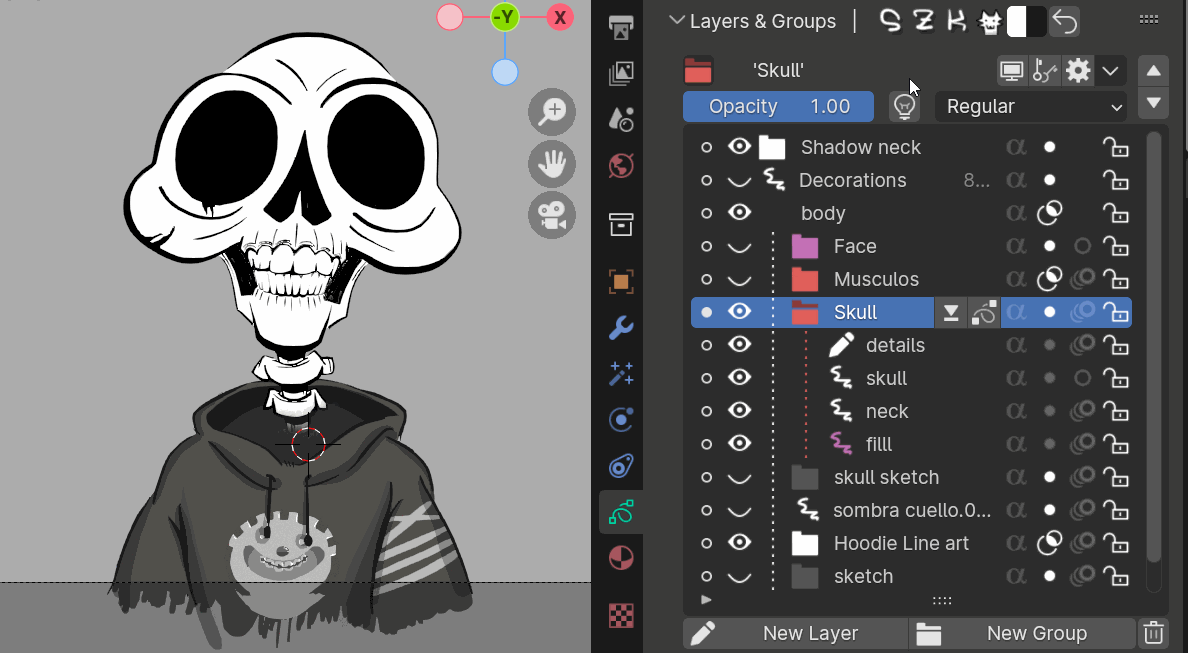 -Y X
Layers & Groups
'Skull'
Opacity 1.00 Regular
Shadow neck α
Decorations 8... α
body α
Face α
Musculos α
Skull α
details α
skull α
neck α
filll α
skull sketch α
sombra cuello.0... α
Hoodie Line art α
sketch α
New Layer New Group